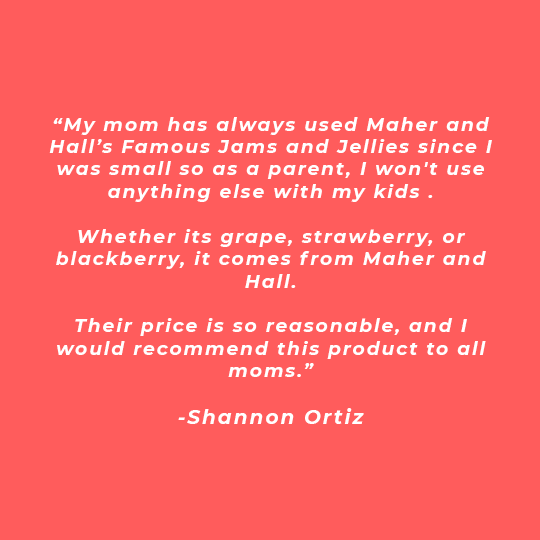 “My mom has always used Maher and
Hall’s Famous Jams and Jellies since I
was small so as a parent, I won't use
anything else with my kids .
Whether its grape, strawberry, or
blackberry, it comes from Maher and
Hall.
Their price is so reasonable, and I
would recommend this product to all
moms.”
-Shannon Ortiz